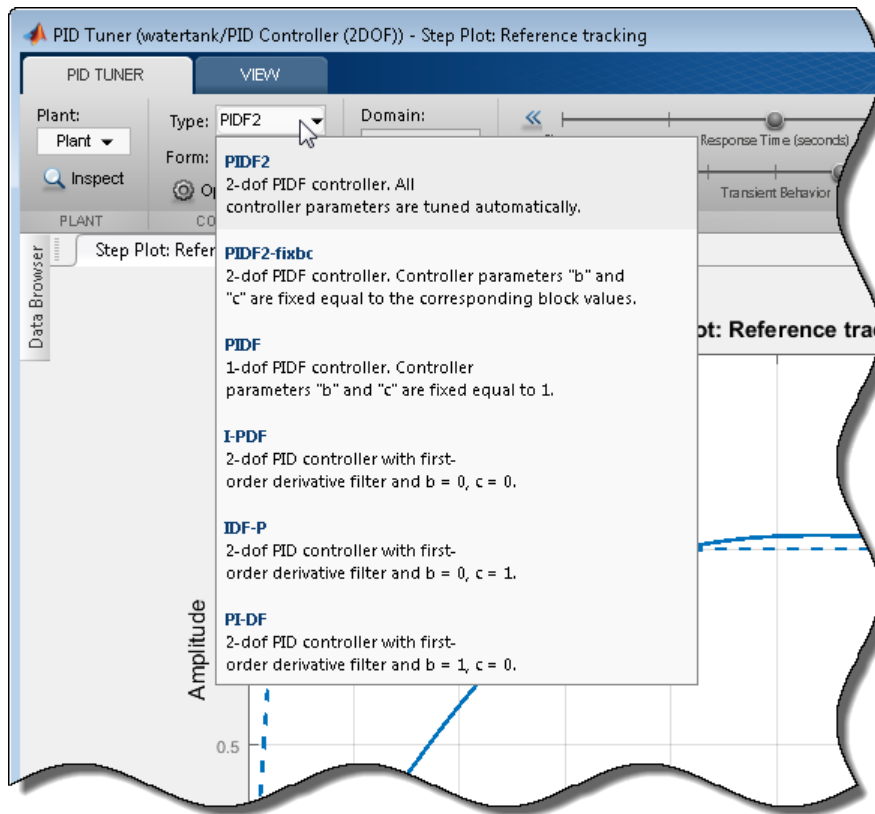 PID Tuner (watertank/PID Controller (2DOF)) - Step Plot: Reference tracking
PID TUNER
VIEW
Plant:
Plant
Inspect
PLANT
Type: PIDF2
Form:
Domain:
Response Time (seconds)
Transient Behavior
Data Browser
Step Plot: Refer
ot: Reference tra
PIDF2
2-dof PIDF controller. All
controller parameters are tuned automatically.
PIDF2-fixbc
2-dof PIDF controller. Controller parameters "b" and
"c" are fixed equal to the corresponding block values.
PIDF
1-dof PIDF controller. Controller
parameters "b" and "c" are fixed equal to 1.
I-PDF
2-dof PID controller with first-
order derivative filter and b = 0, c = 0.
IDF-P
2-dof PID controller with first-
order derivative filter and b = 0, c = 1.
PI-DF
2-dof PID controller with first-
order derivative filter and b = 1, c = 0.
Amplitude
0.5